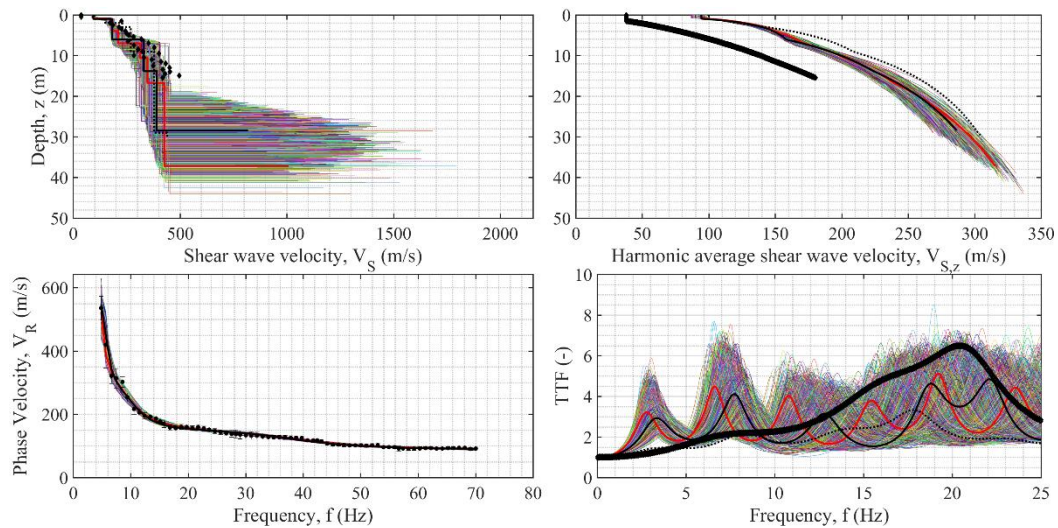 0
10
20
30
40
50
Depth, z (m)
0 500 1000 1500 2000
Shear wave velocity, V_S (m/s)
0
10
20
30
40
50
0 50 100 150 200 250 300 350
Harmonic average shear wave velocity, V_S,z (m/s)
600
400
200
0
Phase Velocity, V_R (m/s)
0 10 20 30 40 50 60 70 80
Frequency, f (Hz)
10
8
6
4
2
0
TTF (-)
0 5 10 15 20 25
Frequency, f (Hz)